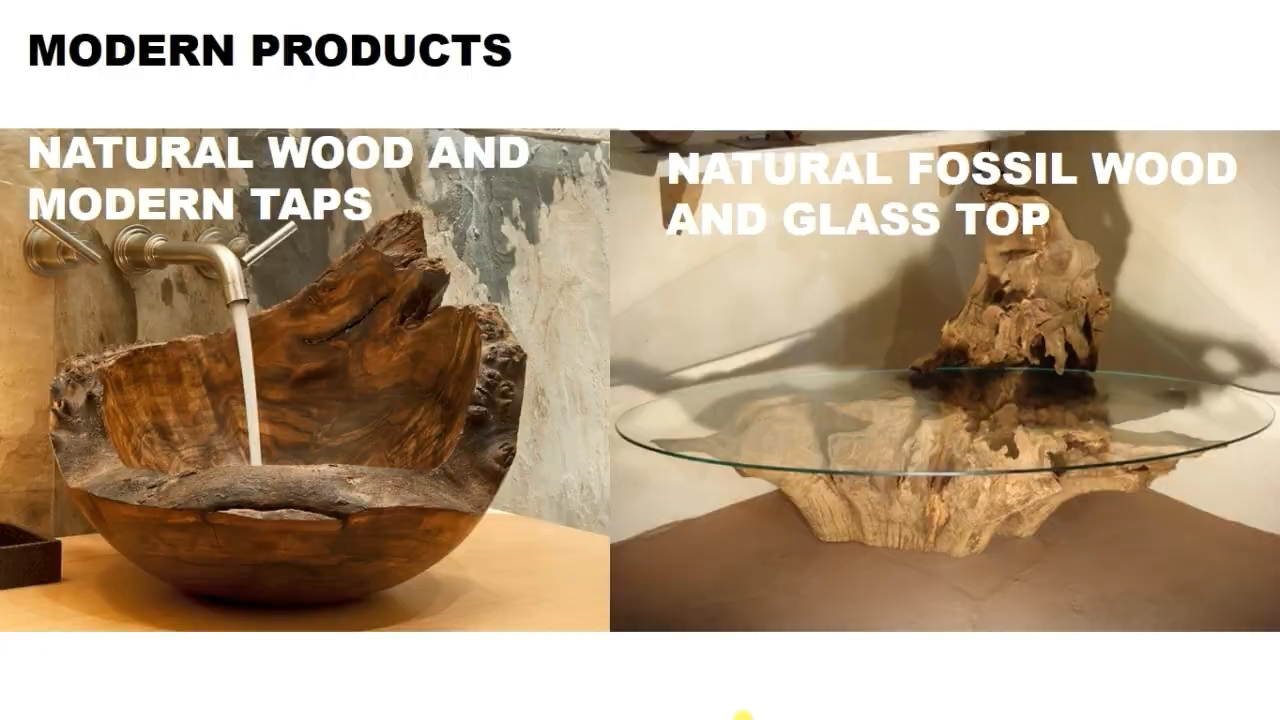 MODERN PRODUCTS
NATURAL WOOD AND
MODERN TAPS
NATURAL FOSSIL WOOD
AND GLASS TOP